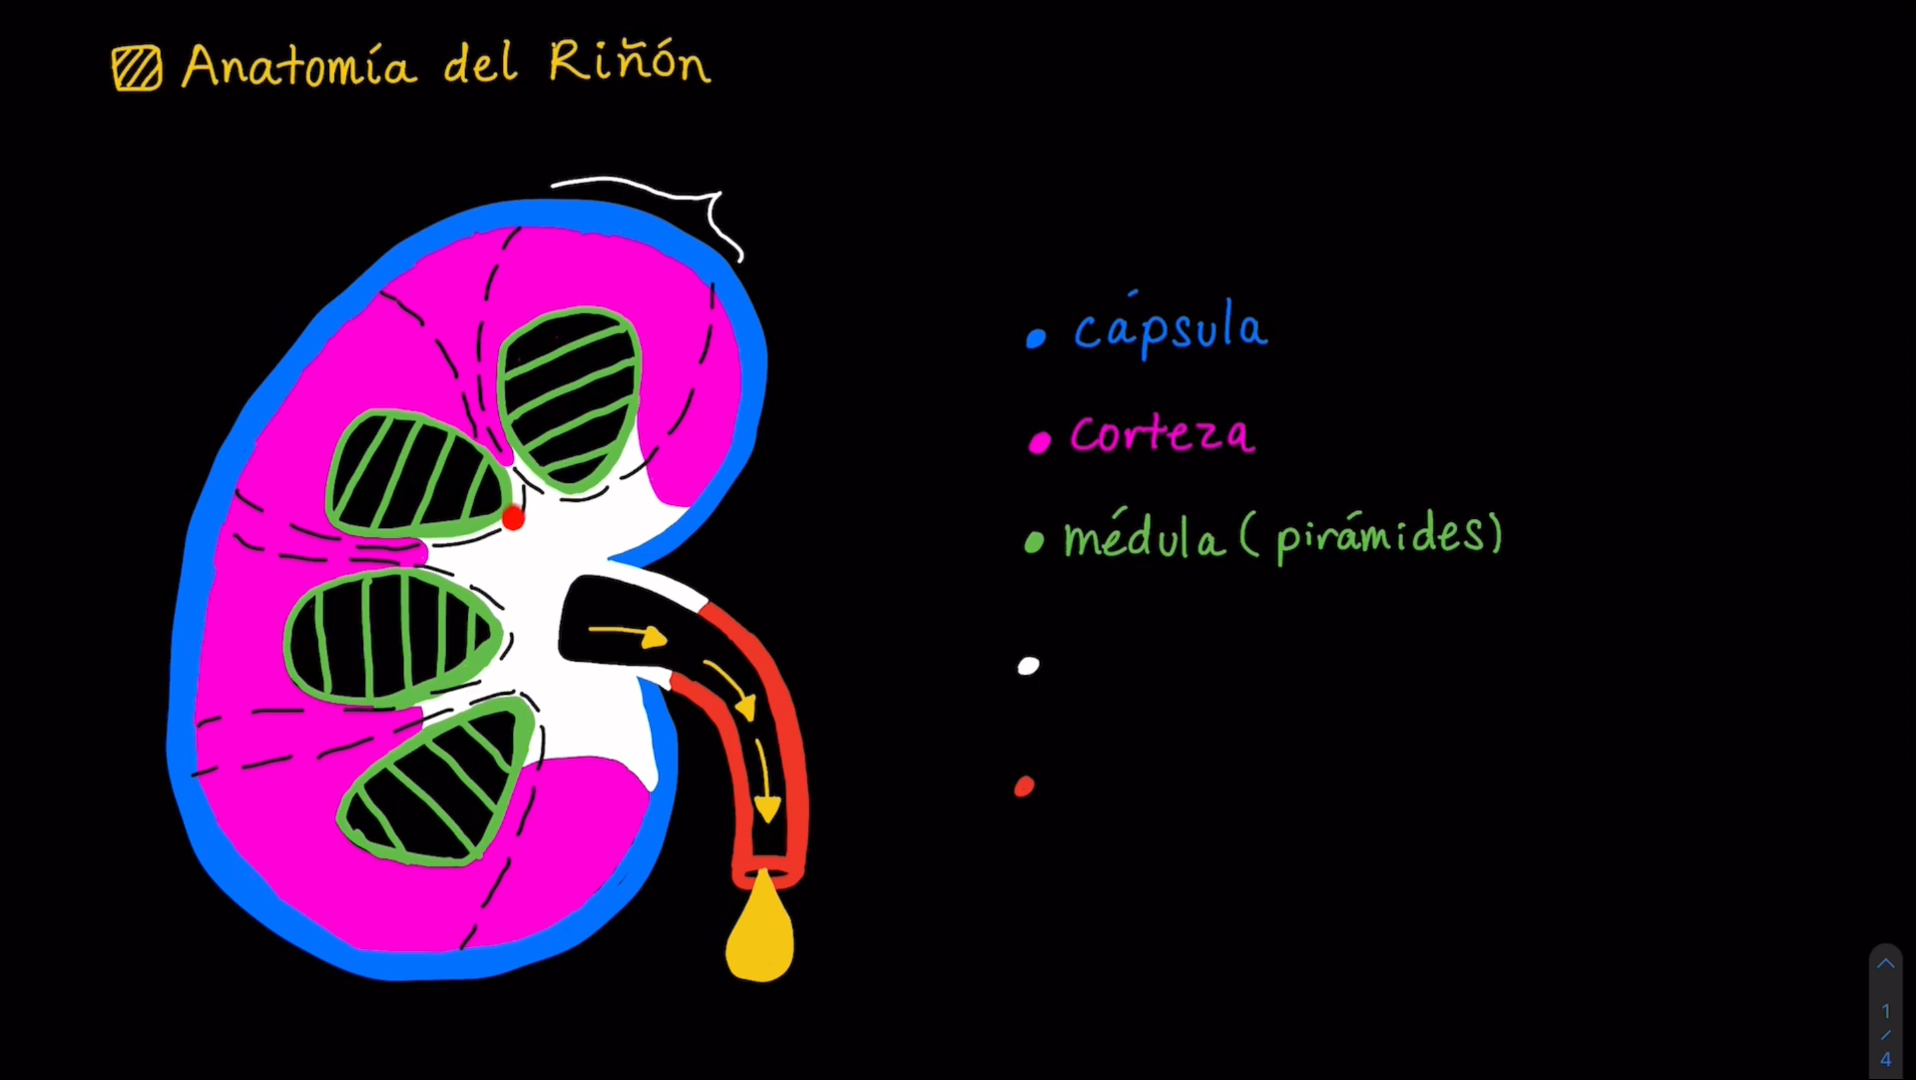 Anatomía del Riñón
cápsula
corteza
médula (pirámides)
1
/
4